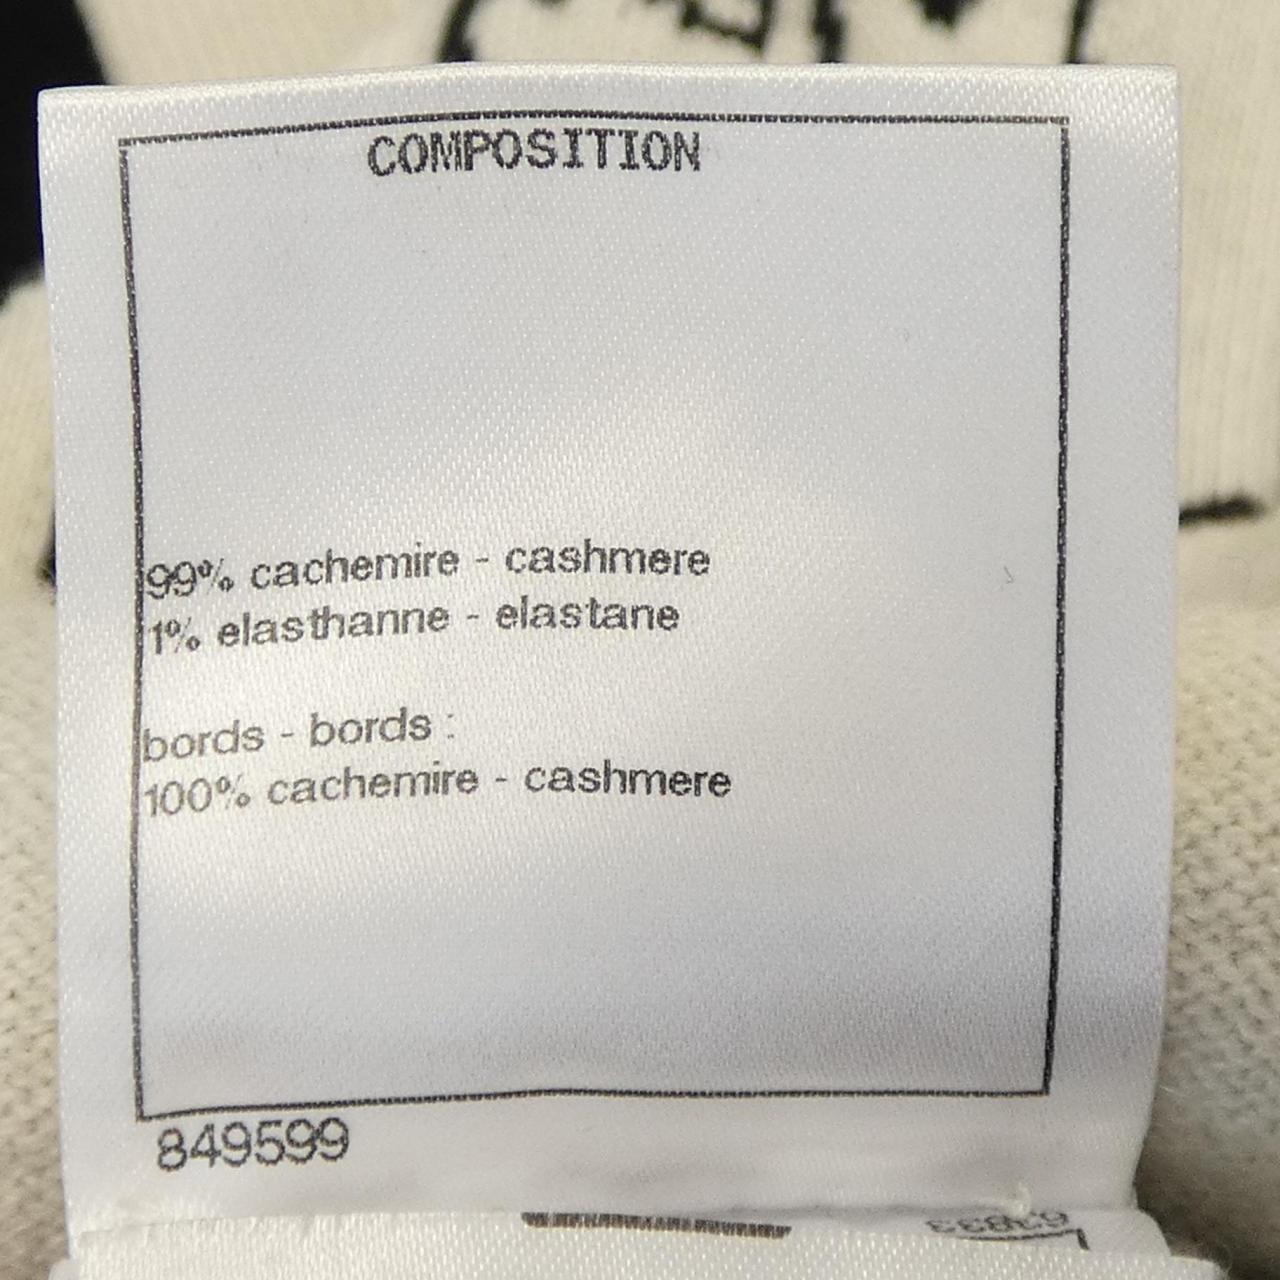 COMPOSITION
99% cachemire - cashmere
1% elasthanne - elastane
bords - bords :
100% cachemire - cashmere
849599